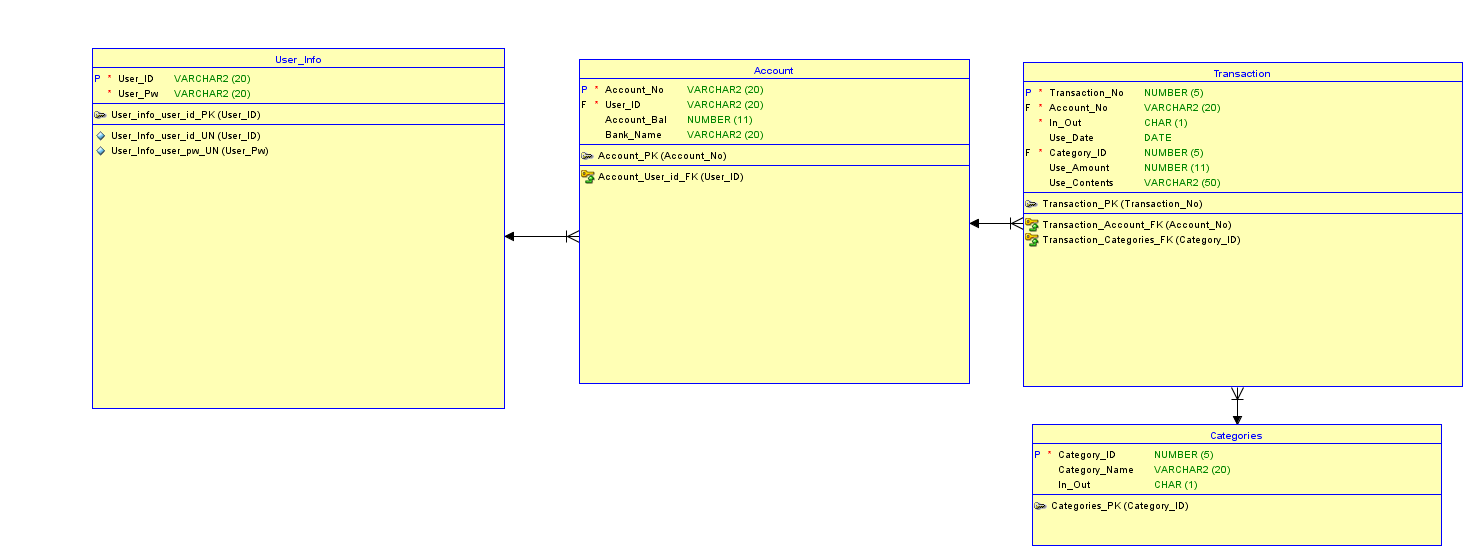 User_Info
P * User_ID VARCHAR2 (20)
* User_Pw VARCHAR2 (20)
User_info_user_id_PK (User_ID)
User_Info_user_id_UN (User_ID)
User_Info_user_pw_UN (User_Pw)
Account
P * Account_No VARCHAR2 (20)
F * User_ID VARCHAR2 (20)
Account_Bal NUMBER (11)
Bank_Name VARCHAR2 (20)
Account_PK (Account_No)
Account_User_id_FK (User_ID)
Transaction
P * Transaction_No NUMBER (5)
F * Account_No VARCHAR2 (20)
* In_Out CHAR (1)
Use_Date DATE
F * Category_ID NUMBER (5)
Use_Amount NUMBER (11)
Use_Contents VARCHAR2 (50)
Transaction_PK (Transaction_No)
Transaction_Account_FK (Account_No)
Transaction_Categories_FK (Category_ID)
Categories
P * Category_ID NUMBER (5)
Category_Name VARCHAR2 (20)
In_Out CHAR (1)
Categories_PK (Category_ID)